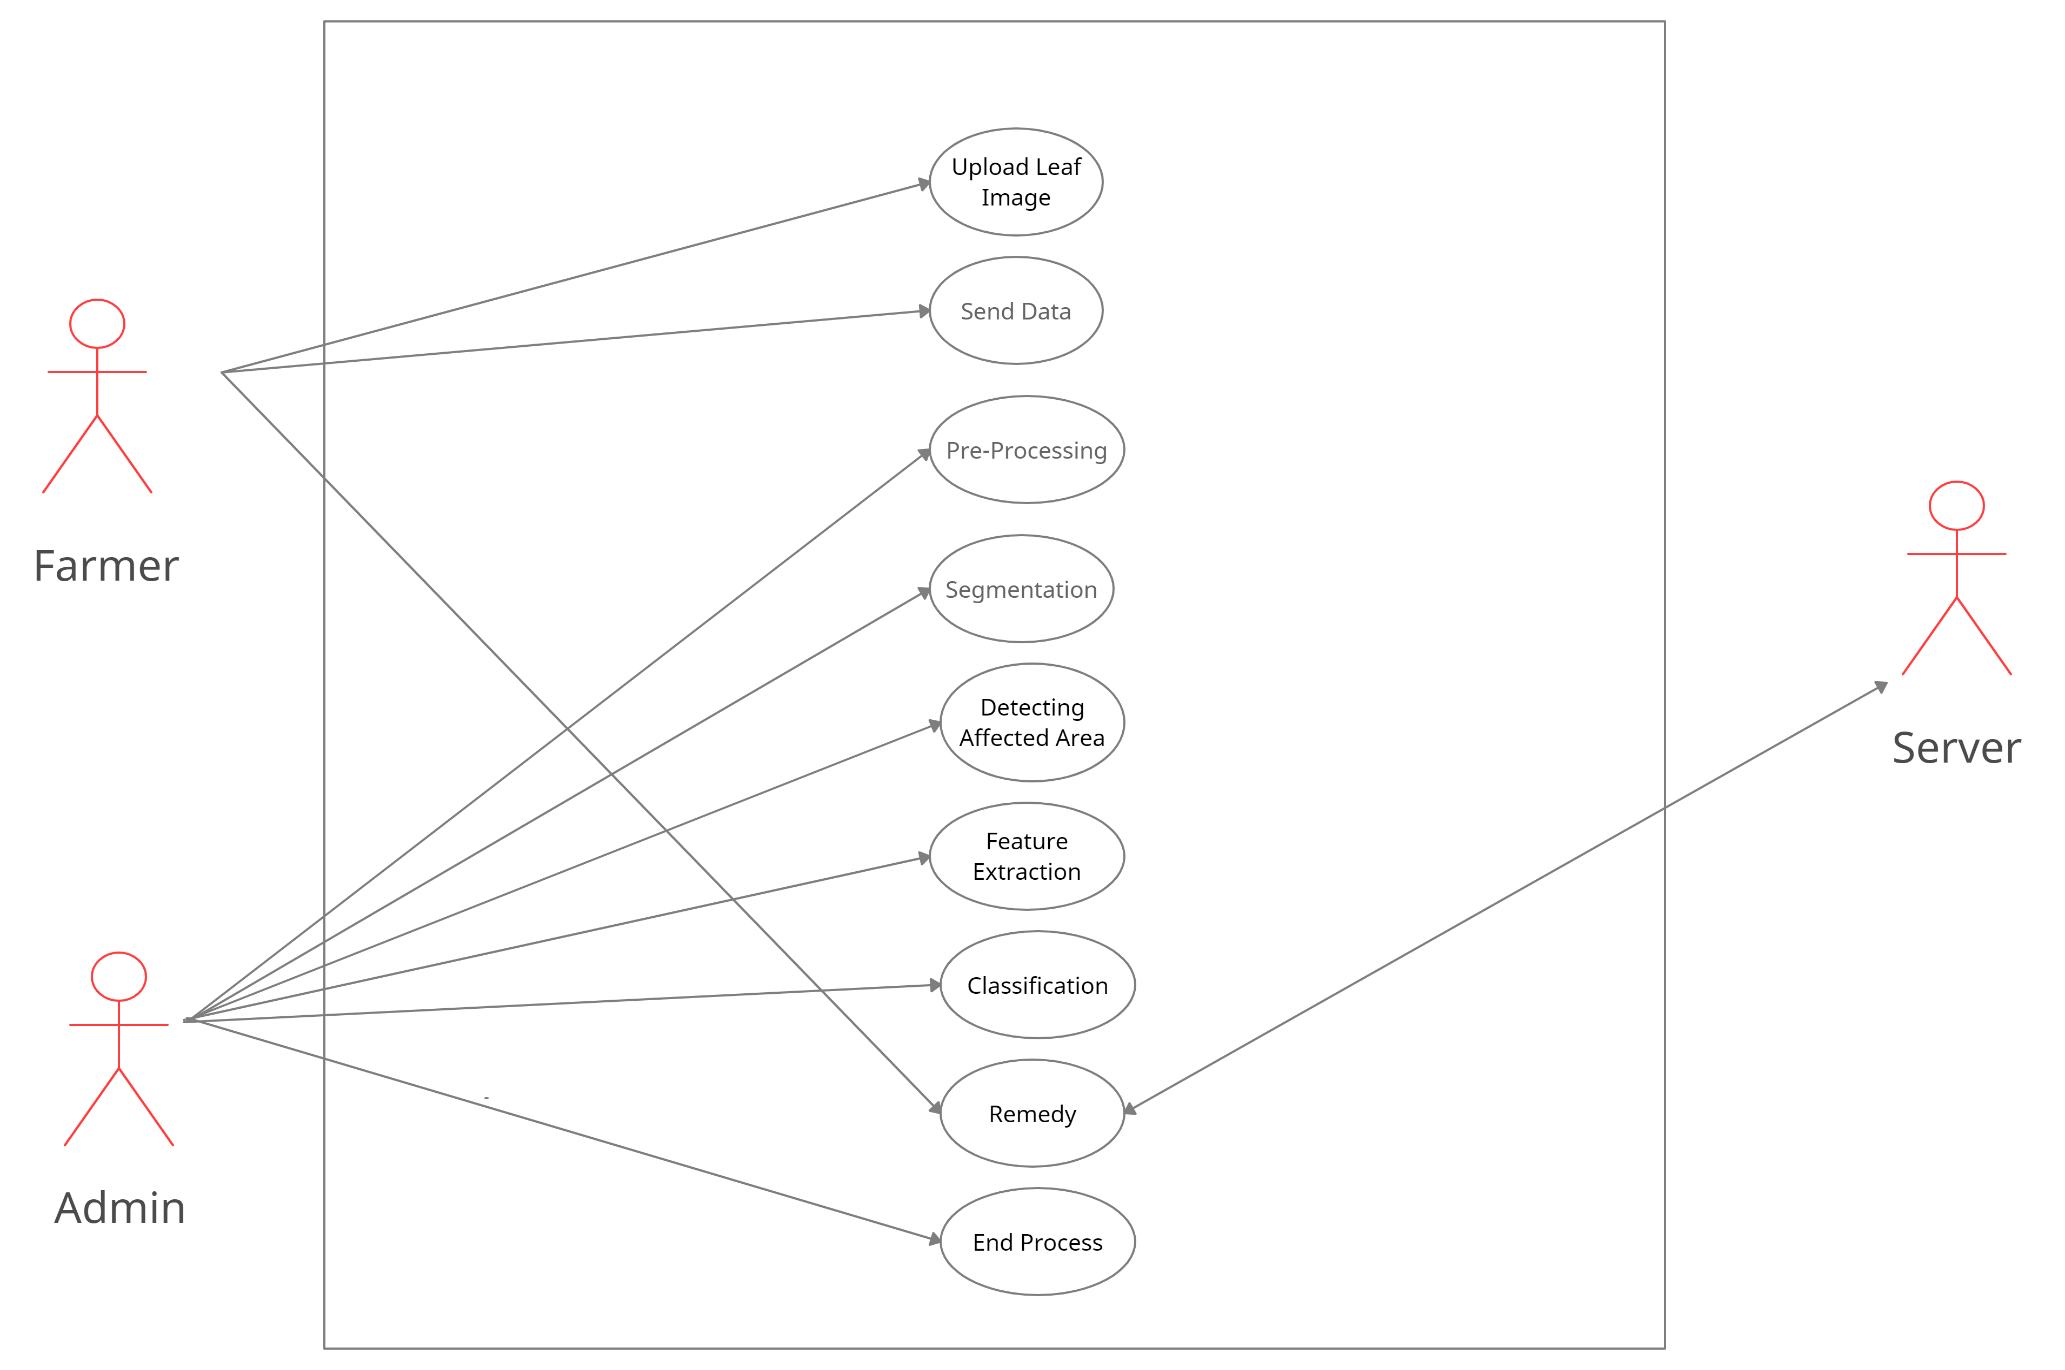 Upload Leaf
Image
Send Data
Pre-Processing
Farmer
Segmentation
Detecting
Affected Area
Server
Feature
Extraction
Classification
-
Remedy
Admin
End Process